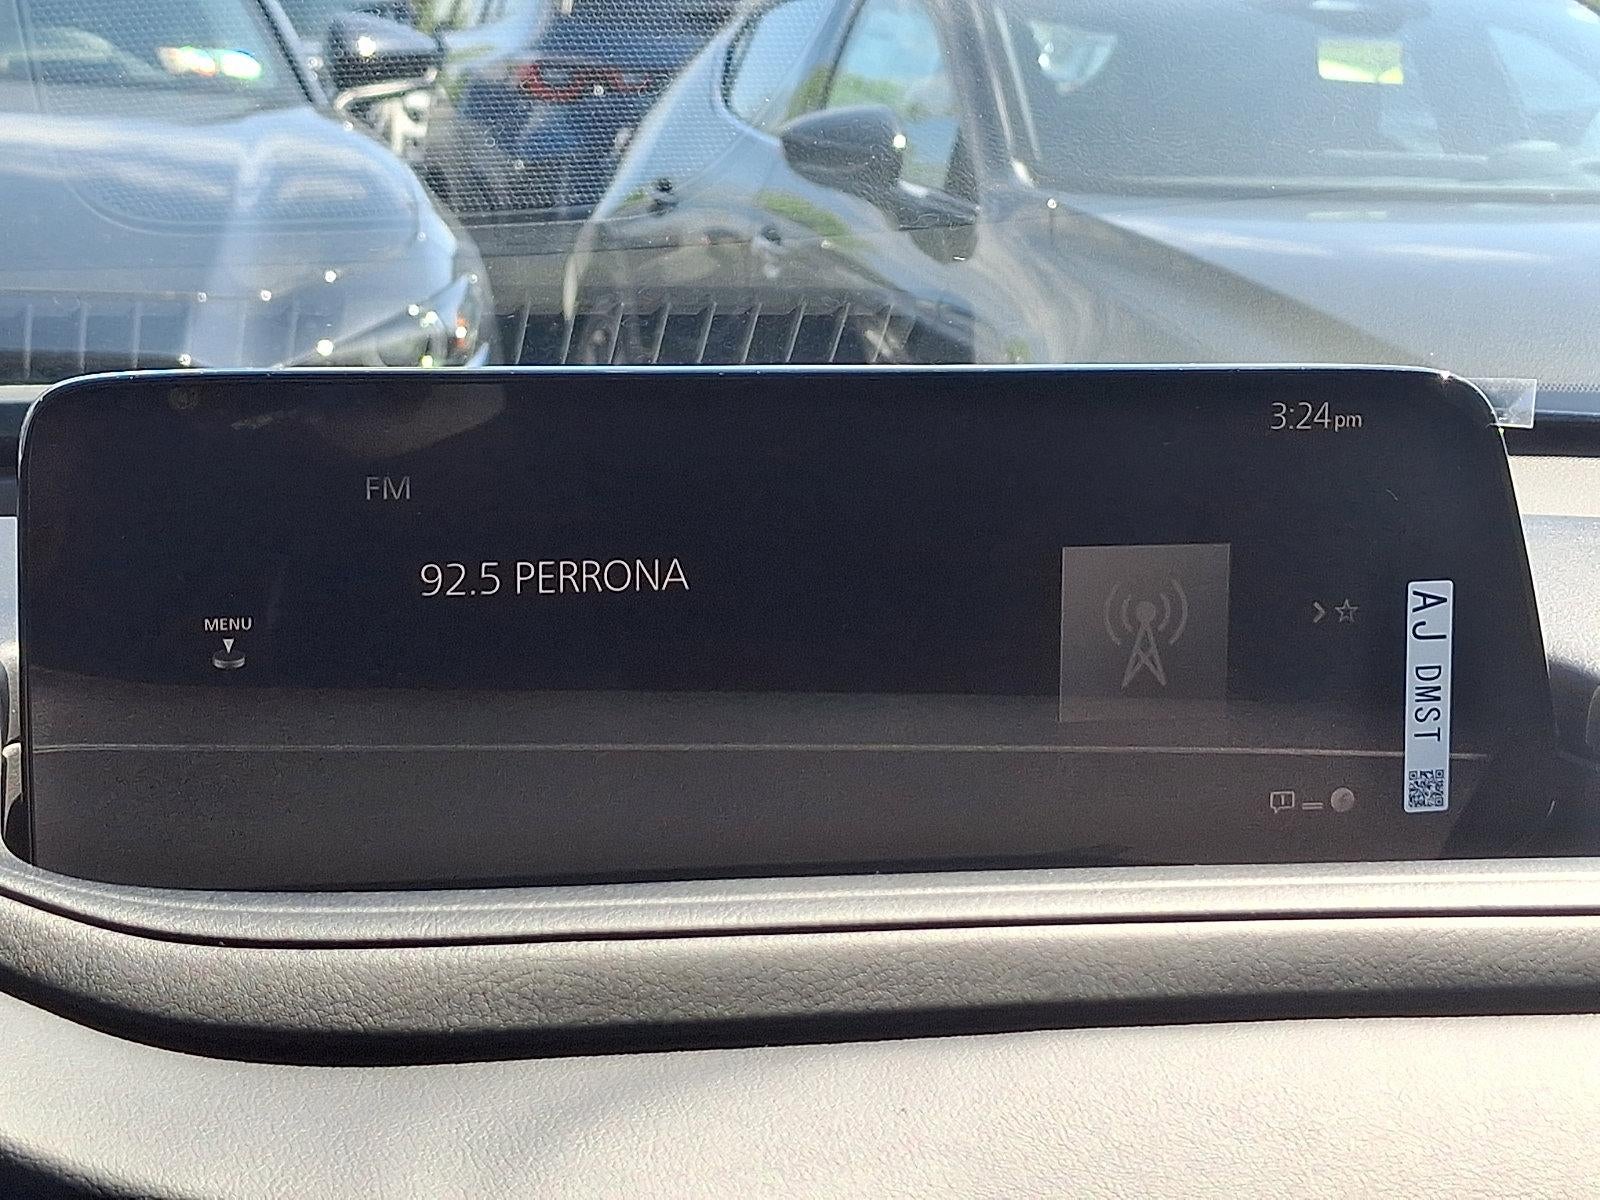 3:24pm
FM
92.5 PERRONA
MENU
AJ DMST